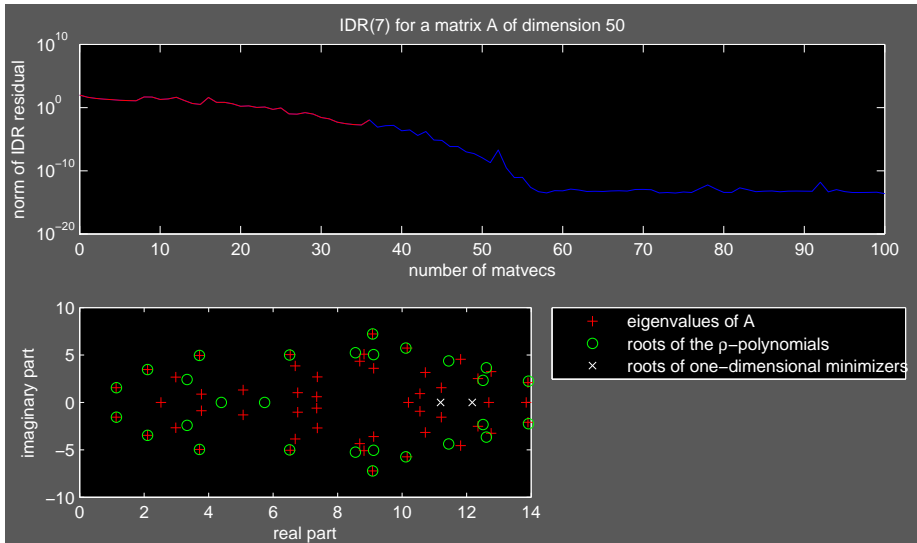 IDR(7) for a matrix A of dimension 50
10^10
10^0
10^−10
10^−20
norm of IDR residual
0 10 20 30 40 50 60 70 80 90 100
number of matvecs
10
5
0
−5
−10
imaginary part
0 2 4 6 8 10 12 14
real part
eigenvalues of A
roots of the ρ−polynomials
roots of one−dimensional minimizers